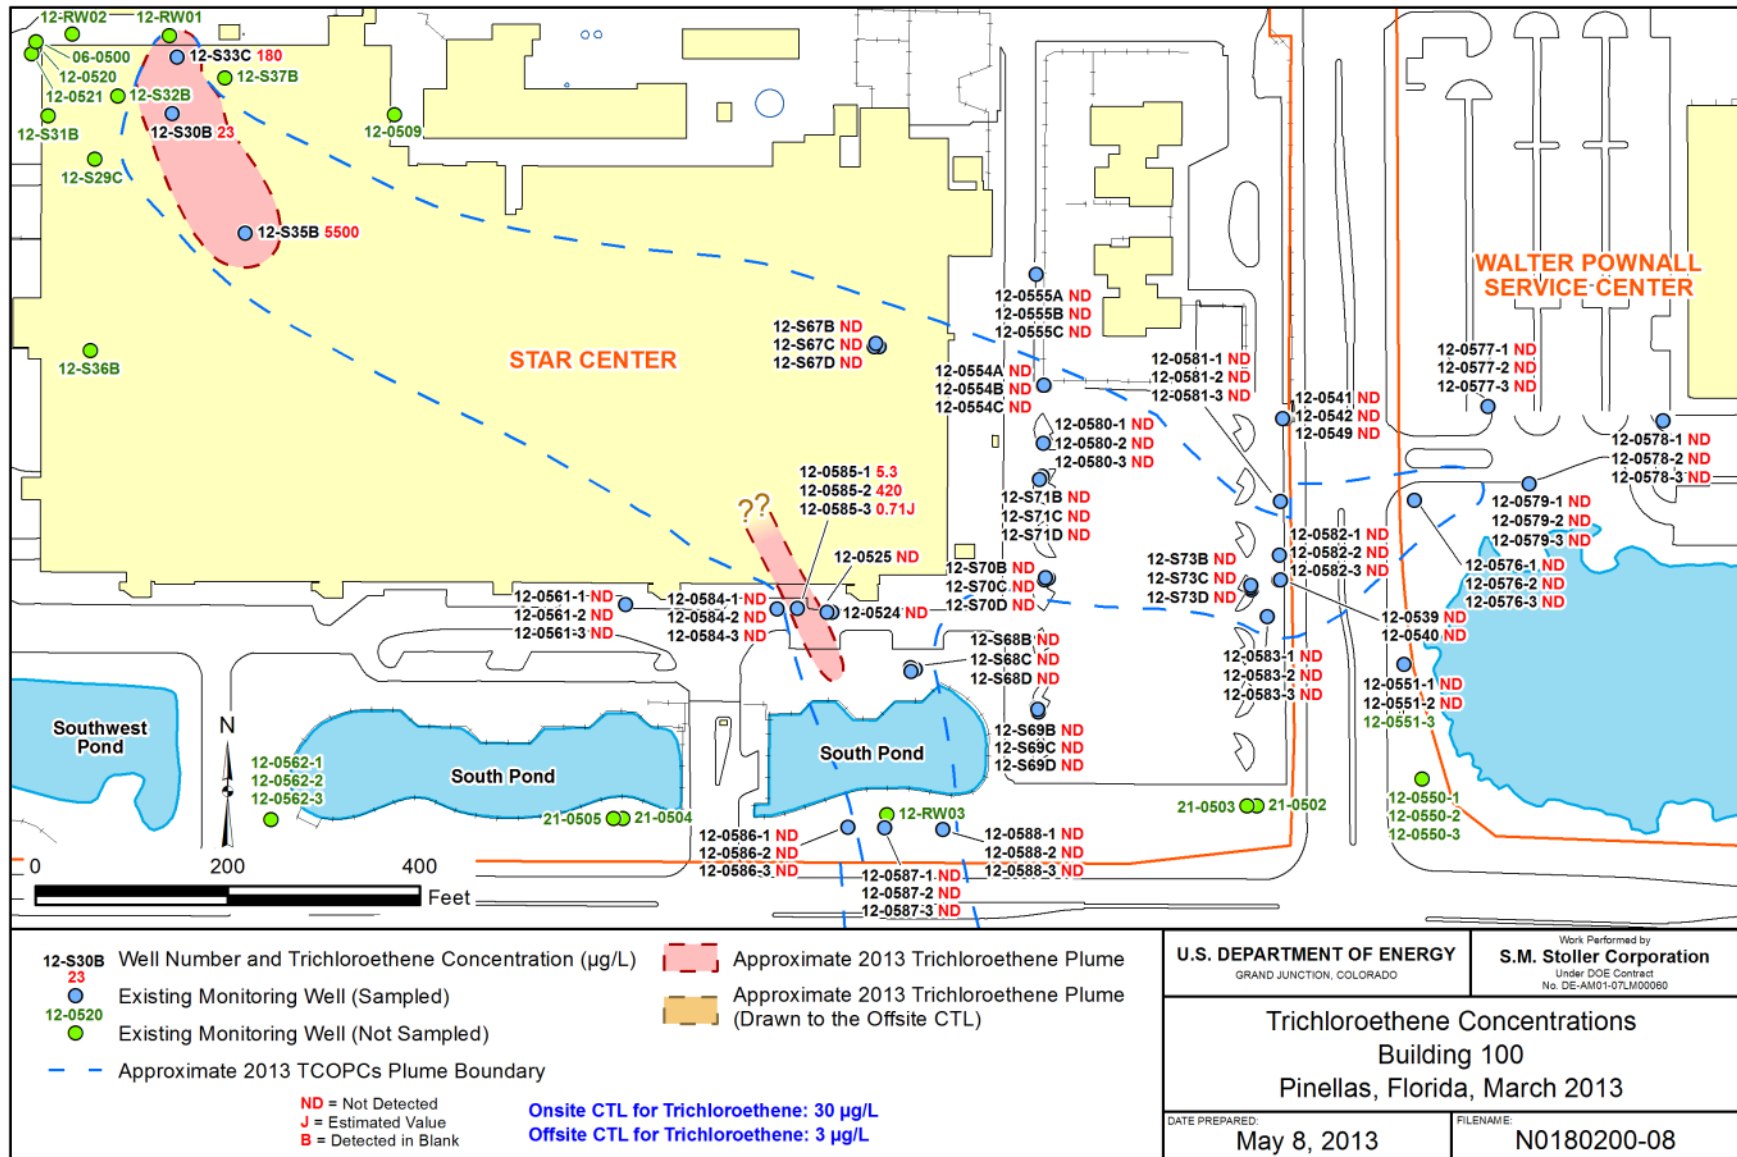 12-RW02
12-RW01
06-0500
12-0520
12-0521
12-S33C 180
12-S37B
12-S32B
12-S31B
12-S30B 23
12-0509
12-S29C
12-S35B 5500
12-S36B
STAR CENTER
WALTER POWNALL
SERVICE CENTER
12-0555A ND
12-0555B ND
12-0555C ND
12-S67B ND
12-S67C ND
12-S67D ND
12-0554A ND
12-0554B ND
12-0554C ND
12-0581-1 ND
12-0581-2 ND
12-0581-3 ND
12-0577-1 ND
12-0577-2 ND
12-0577-3 ND
12-0541 ND
12-0542 ND
12-0549 ND
12-0580-1 ND
12-0580-2 ND
12-0580-3 ND
12-0578-1 ND
12-0578-2 ND
12-0578-3 ND
12-0585-1 5.3
12-0585-2 420
12-0585-3 0.71J
??
12-S71B ND
12-S71C ND
12-S71D ND
12-0579-1 ND
12-0579-2 ND
12-0579-3 ND
12-0525 ND
12-0524 ND
12-S70B ND
12-S70C ND
12-S70D ND
12-S73B ND
12-S73C ND
12-S73D ND
12-0582-1 ND
12-0582-2 ND
12-0582-3 ND
12-0576-1 ND
12-0576-2 ND
12-0576-3 ND
12-0561-1 ND
12-0561-2 ND
12-0561-3 ND
12-0584-1 ND
12-0584-2 ND
12-0584-3 ND
12-0539 ND
12-0540 ND
12-S68B ND
12-S68C ND
12-S68D ND
12-0583-1 ND
12-0583-2 ND
12-0583-3 ND
12-0551-1 ND
12-0551-2 ND
12-0551-3
12-S69B ND
12-S69C ND
12-S69D ND
Southwest
Pond
N
South Pond
South Pond
12-0562-1
12-0562-2
12-0562-3
21-0505
21-0504
12-RW03
21-0503
21-0502
12-0550-1
12-0550-2
12-0550-3
12-0586-1 ND
12-0586-2 ND
12-0586-3 ND
12-0588-1 ND
12-0588-2 ND
12-0588-3 ND
12-0587-1 ND
12-0587-2 ND
12-0587-3 ND
0 200 400
Feet
12-S30B
23
Well Number and Trichloroethene Concentration (µg/L)
Existing Monitoring Well (Sampled)
12-0520
Existing Monitoring Well (Not Sampled)
Approximate 2013 TCOPCs Plume Boundary
Approximate 2013 Trichloroethene Plume
Approximate 2013 Trichloroethene Plume
(Drawn to the Offsite CTL)
ND = Not Detected
J = Estimated Value
B = Detected in Blank
Onsite CTL for Trichloroethene: 30 µg/L
Offsite CTL for Trichloroethene: 3 µg/L
U.S. DEPARTMENT OF ENERGY
GRAND JUNCTION, COLORADO
Work Performed by
S.M. Stoller Corporation
Under DOE Contract
No. DE-AM01-07LM00060
Trichloroethene Concentrations
Building 100
Pinellas, Florida, March 2013
DATE PREPARED:
May 8, 2013
FILENAME:
N0180200-08